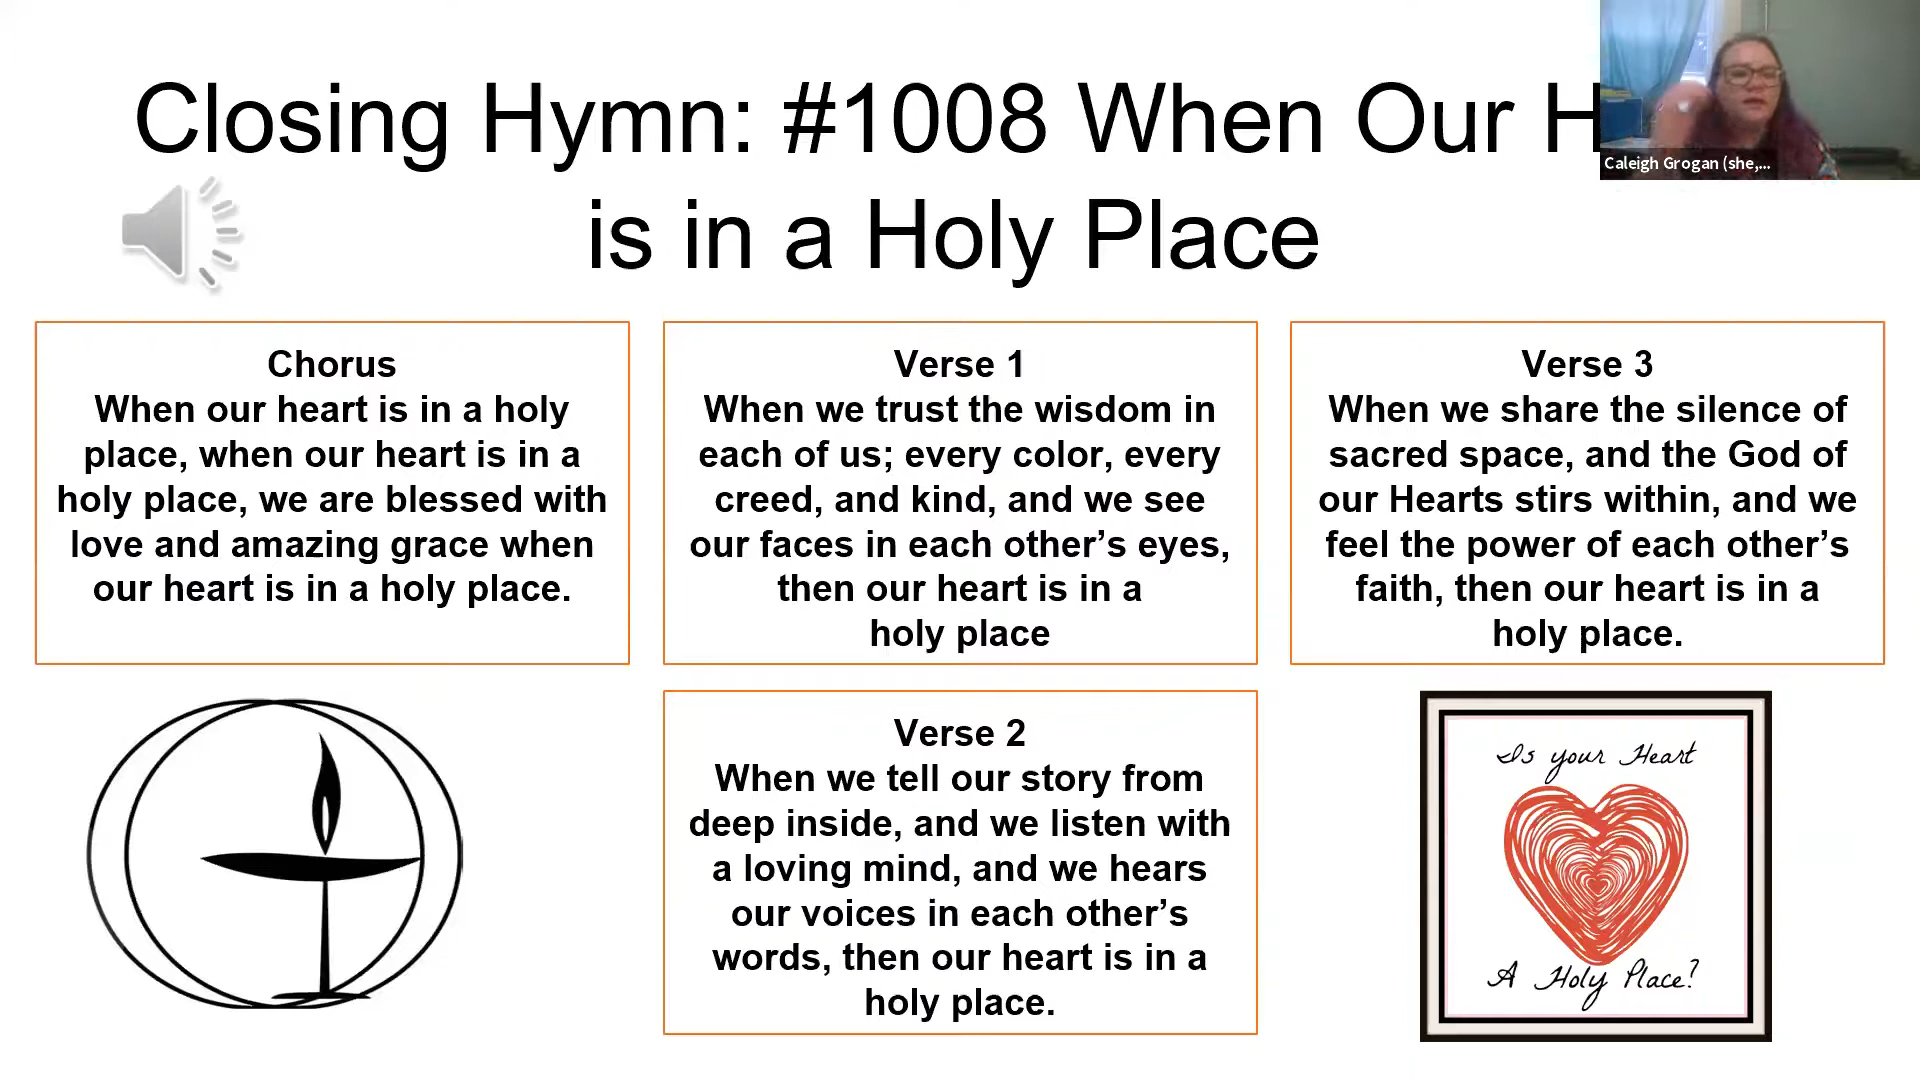 Closing Hymn: #1008 When Our H
is in a Holy Place
Caleigh Grogan (she,...
Chorus
When our heart is in a holy
place, when our heart is in a
holy place, we are blessed with
love and amazing grace when
our heart is in a holy place.
Verse 1
When we trust the wisdom in
each of us; every color, every
creed, and kind, and we see
our faces in each other’s eyes,
then our heart is in a
holy place
Verse 3
When we share the silence of
sacred space, and the God of
our Hearts stirs within, and we
feel the power of each other’s
faith, then our heart is in a
holy place.
Verse 2
When we tell our story from
deep inside, and we listen with
a loving mind, and we hears
our voices in each other’s
words, then our heart is in a
holy place.
Is your Heart
A Holy Place?